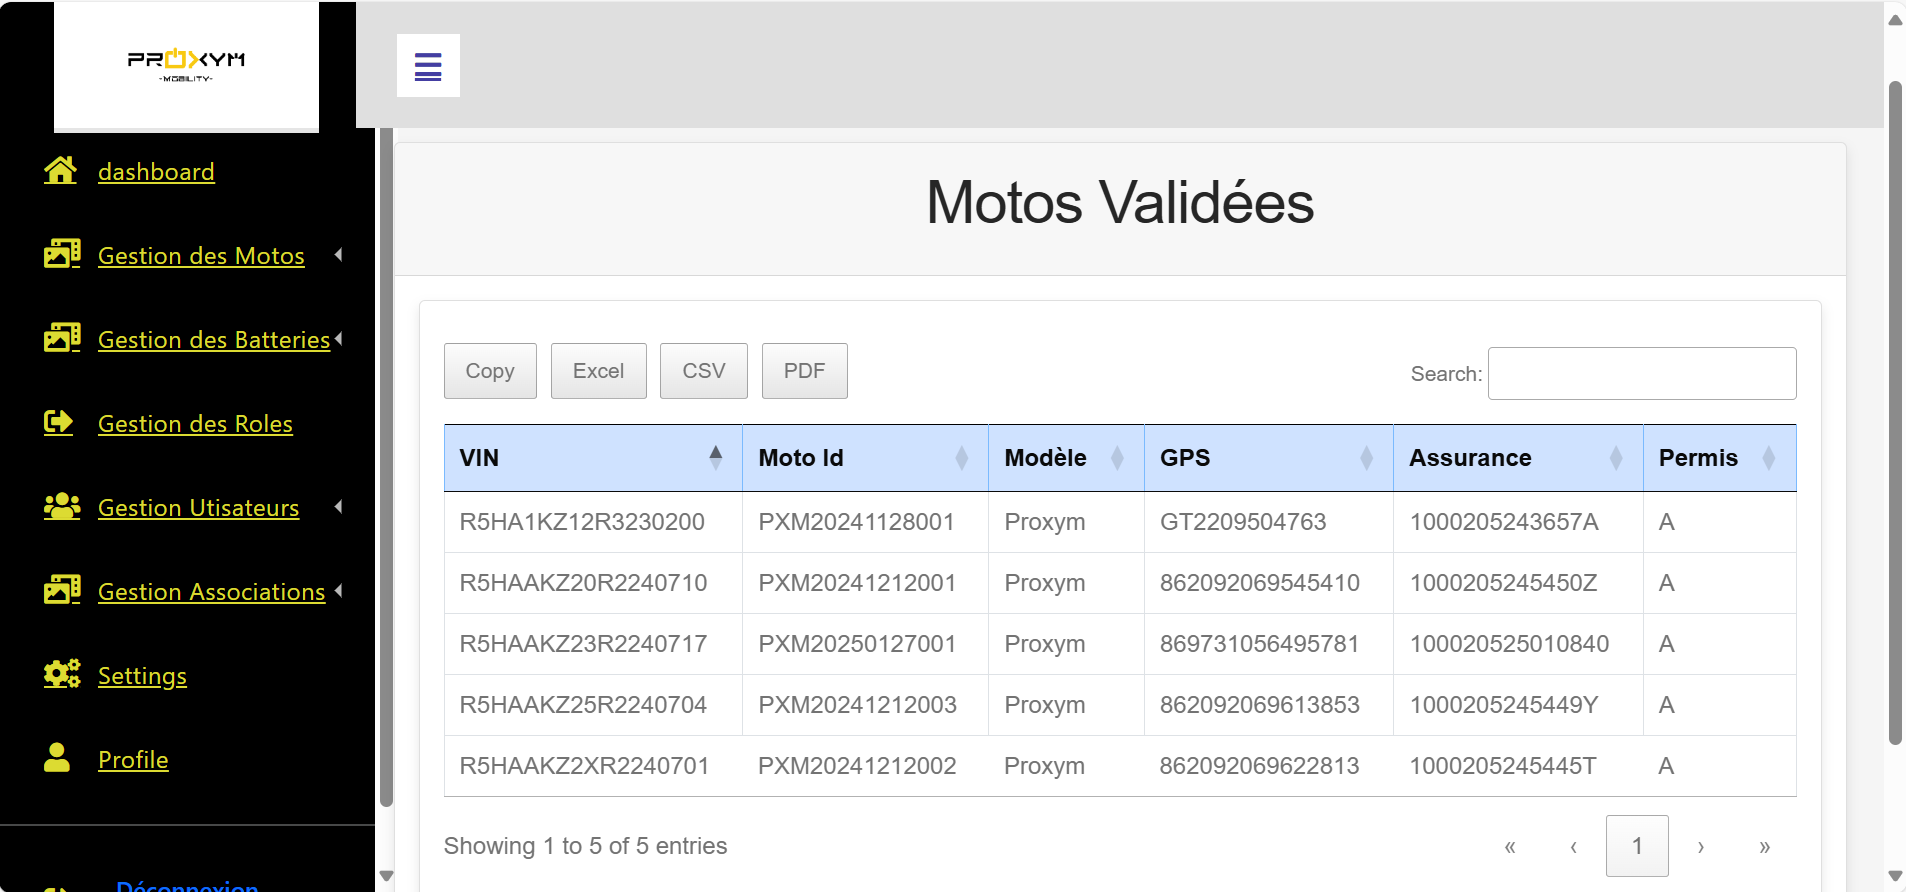 PROXYM
-MOBILITY-
dashboard
Gestion des Motos
Gestion des Batteries
Gestion des Roles
Gestion Utisateurs
Gestion Associations
Settings
Profile
Déconnexion
Motos Validées
Copy Excel CSV PDF Search:
VIN Moto Id Modèle GPS Assurance Permis
R5HA1KZ12R3230200 PXM20241128001 Proxym GT2209504763 1000205243657A A
R5HAAKZ20R2240710 PXM20241212001 Proxym 862092069545410 1000205245450Z A
R5HAAKZ23R2240717 PXM20250127001 Proxym 869731056495781 100020525010840 A
R5HAAKZ25R2240704 PXM20241212003 Proxym 862092069613853 1000205245449Y A
R5HAAKZ2XR2240701 PXM20241212002 Proxym 862092069622813 1000205245445T A
Showing 1 to 5 of 5 entries « ‹ 1 › »